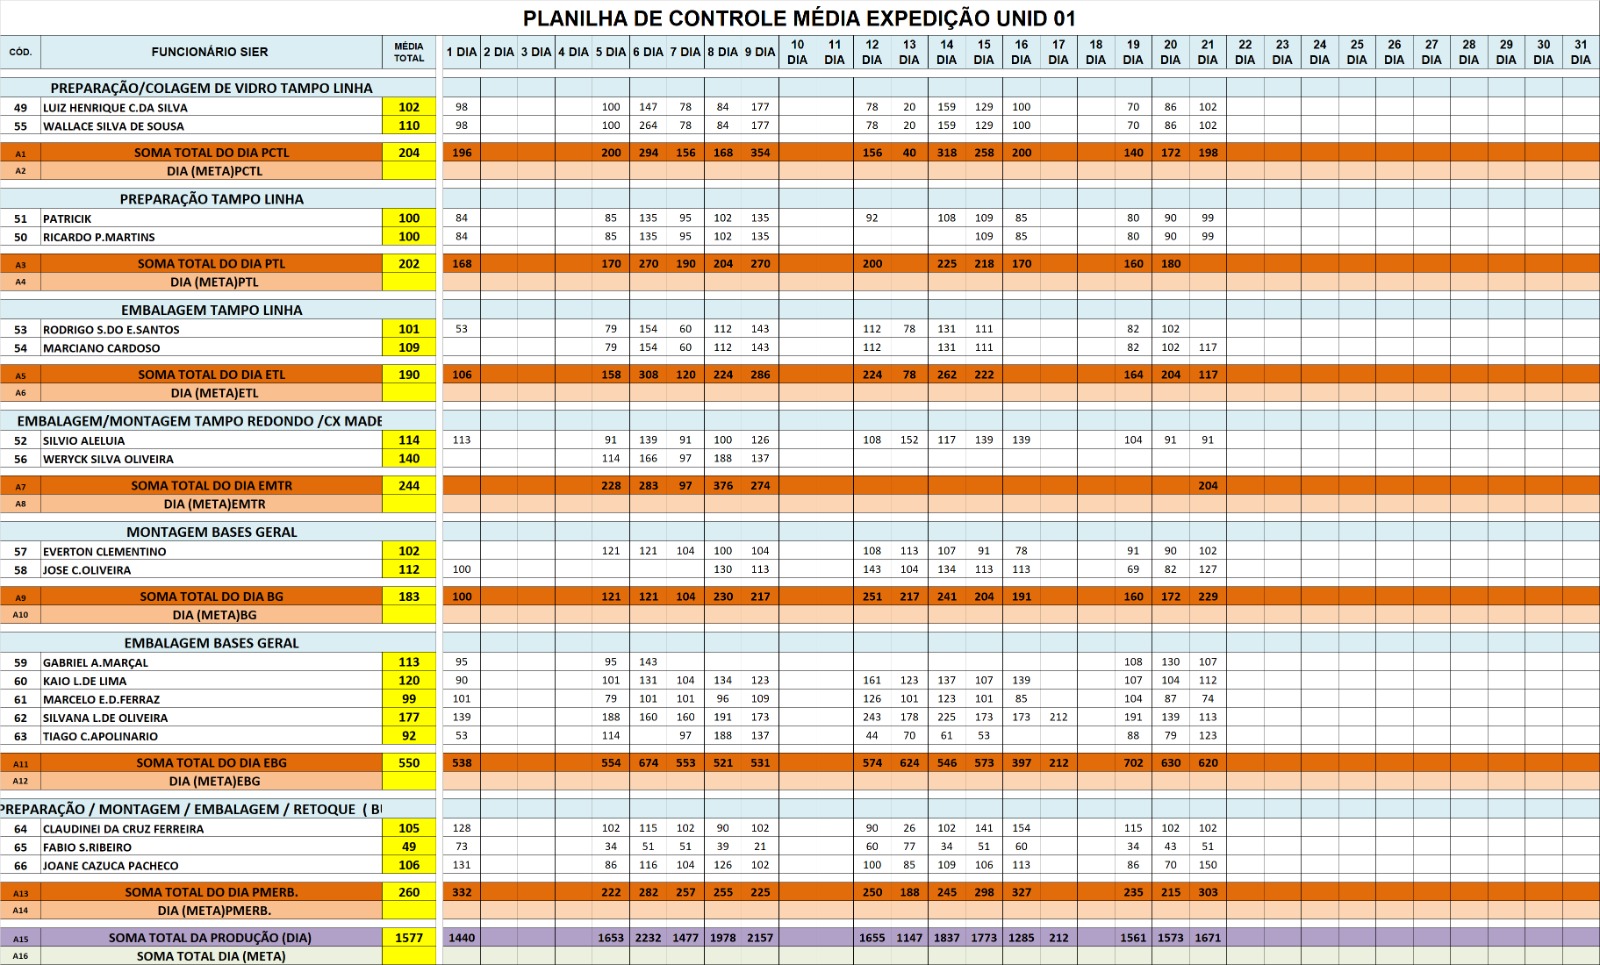 PLANILHA DE CONTROLE MÉDIA EXPEDIÇÃO UNID 01
CÓD. FUNCIONÁRIO SIER MÉDIA TOTAL 1 DIA 2 DIA 3 DIA 4 DIA 5 DIA 6 DIA 7 DIA 8 DIA 9 DIA 10 DIA 11 DIA 12 DIA 13 DIA 14 DIA 15 DIA 16 DIA 17 DIA 18 DIA 19 DIA 20 DIA 21 DIA 22 DIA 23 DIA 24 DIA 25 DIA 26 DIA 27 DIA 28 DIA 29 DIA 30 DIA 31 DIA
PREPARAÇÃO/COLAGEM DE VIDRO TAMPO LINHA
49 LUIZ HENRIQUE C.DA SILVA 102 98 100 147 78 84 177 78 20 159 129 100 70 86 102
55 WALLACE SILVA DE SOUSA 110 98 100 264 78 84 177 78 20 159 129 100 70 86 102
A1 SOMA TOTAL DO DIA PCTL 204 196 200 294 156 168 354 156 40 318 258 200 140 172 198
A2 DIA (META)PCTL
PREPARAÇÃO TAMPO LINHA
51 PATRICIK 100 84 85 135 95 102 135 92 108 109 85 80 90 99
50 RICARDO P.MARTINS 100 84 85 135 95 102 135 109 85 80 90 99
A3 SOMA TOTAL DO DIA PTL 202 168 170 270 190 204 270 200 225 218 170 160 180
A4 DIA (META)PTL
EMBALAGEM TAMPO LINHA
53 RODRIGO S.DO E.SANTOS 101 53 79 154 60 112 143 112 78 131 111 82 102
54 MARCIANO CARDOSO 109 79 154 60 112 143 112 131 111 82 102 117
A5 SOMA TOTAL DO DIA ETL 190 106 158 308 120 224 286 224 78 262 222 164 204 117
A6 DIA (META)ETL
EMBALAGEM/MONTAGEM TAMPO REDONDO /CX MADE
52 SILVIO ALELUIA 114 113 91 139 91 100 126 108 152 117 139 139 104 91 91
56 WERYCK SILVA OLIVEIRA 140 114 166 97 188 137
A7 SOMA TOTAL DO DIA EMTR 244 228 283 97 376 274 204
A8 DIA (META)EMTR
MONTAGEM BASES GERAL
57 EVERTON CLEMENTINO 102 121 121 104 100 104 108 113 107 91 78 91 90 102
58 JOSE C.OLIVEIRA 112 100 130 113 143 104 134 113 113 69 82 127
A9 SOMA TOTAL DO DIA BG 183 100 121 121 104 230 217 251 217 241 204 191 160 172 229
A10 DIA (META)BG
EMBALAGEM BASES GERAL
59 GABRIEL A.MARÇAL 113 95 95 143 108 130 107
60 KAIO L.DE LIMA 120 90 101 131 104 134 123 161 123 137 107 139 107 104 112
61 MARCELO E.D.FERRAZ 99 101 79 101 101 96 109 126 101 123 101 85 104 87 74
62 SILVANA L.DE OLIVEIRA 177 139 188 160 160 191 173 243 178 225 173 173 212 191 139 113
63 TIAGO C.APOLINARIO 92 53 114 97 188 137 44 70 61 53 88 79 123
A11 SOMA TOTAL DO DIA EBG 550 538 554 674 553 521 531 574 624 546 573 397 212 702 630 620
A12 DIA (META)EBG
PREPARAÇÃO / MONTAGEM / EMBALAGEM / RETOQUE ( BU
64 CLAUDINEI DA CRUZ FERREIRA 105 128 102 115 102 90 102 90 26 102 141 154 115 102 102
65 FABIO S.RIBEIRO 49 73 34 51 51 39 21 60 77 34 51 60 34 43 51
66 JOANE CAZUCA PACHECO 106 131 86 116 104 126 102 100 85 109 106 113 86 70 150
A13 SOMA TOTAL DO DIA PMERB. 260 332 222 282 257 255 225 250 188 245 298 327 235 215 303
A14 DIA (META)PMERB.
A15 SOMA TOTAL DA PRODUÇÃO (DIA) 1577 1440 1653 2232 1477 1978 2157 1655 1147 1837 1773 1285 212 1561 1573 1671
A16 SOMA TOTAL DIA (META)